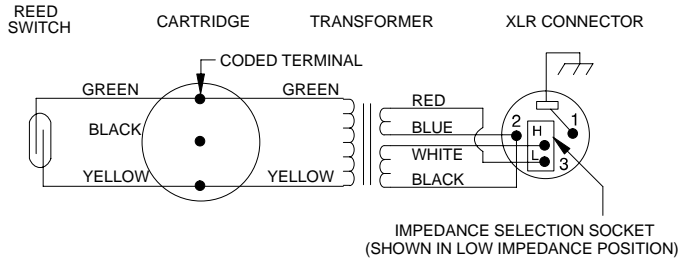 REED
SWITCH
CARTRIDGE
TRANSFORMER
XLR CONNECTOR
CODED TERMINAL
GREEN
GREEN
RED
BLACK
BLUE
2
H
1
WHITE
L
3
YELLOW
YELLOW
BLACK
IMPEDANCE SELECTION SOCKET
(SHOWN IN LOW IMPEDANCE POSITION)